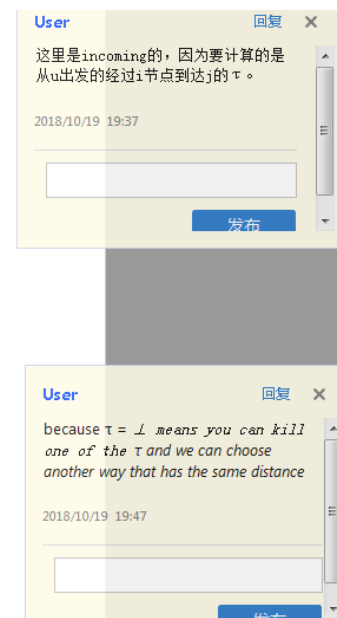 User 回复 ×
这里是incoming的，因为要计算的是
从u出发的经过i节点到达j的τ。
2018/10/19 19:37
发布
User 回复 ×
because τ = ⊥ means you can kill
one of the τ and we can choose
another way that has the same distance
2018/10/19 19:47
发布